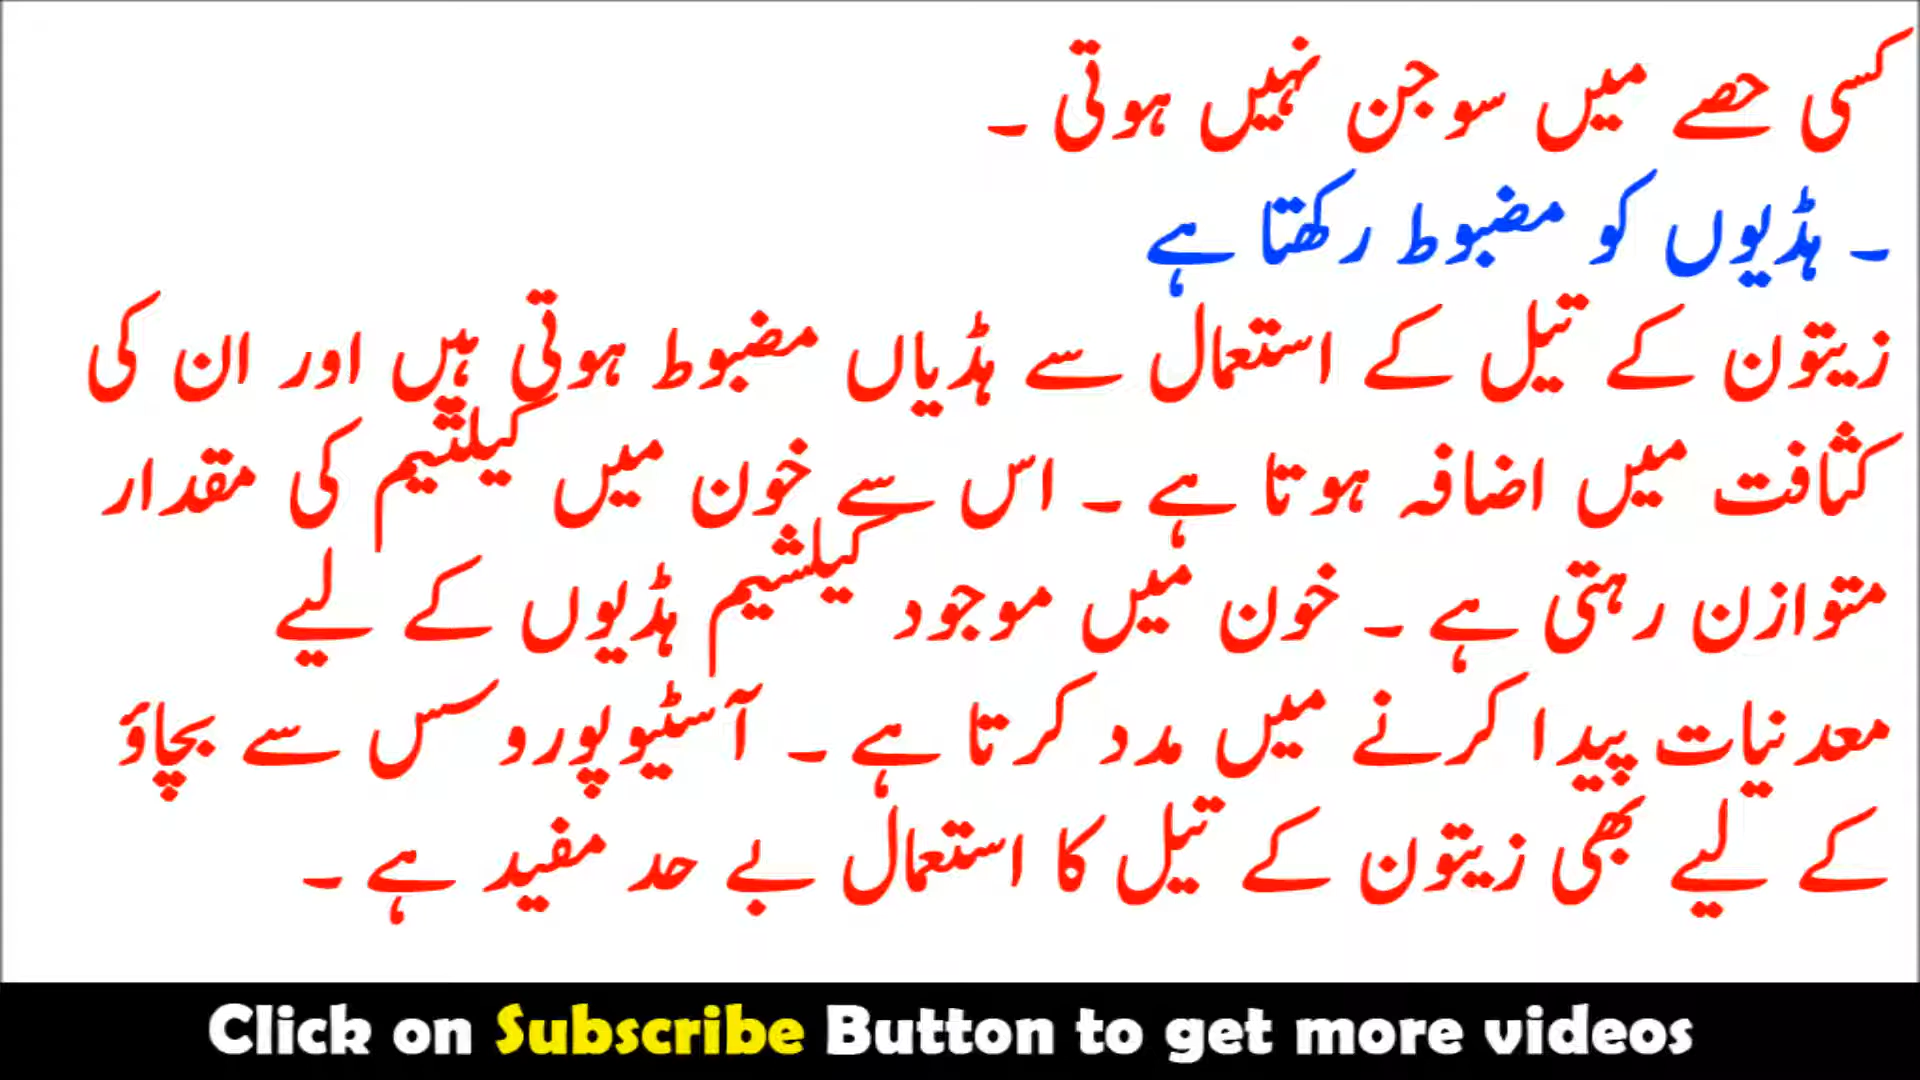 کسی حصے میں سوجن نہیں ہوتی ۔
۔ ہڈیوں کو مضبوط رکھتا ہے
زیتون کے تیل کے استعمال سے ہڈیاں مضبوط ہوتی ہیں اور ان کی
کثافت میں اضافہ ہوتا ہے ۔ اس سے خون میں کیلتیم کی مقدار
متوازن رہتی ہے ۔ خون میں موجود کیلشیم ہڈیوں کے لیے
معدنیات پیدا کرنے میں مدد کرتا ہے ۔ آسٹیوپوروسس سے بچاؤ
کے لیے بھی زیتون کے تیل کا استعمال بے حد مفید ہے ۔
Click on Subscribe Button to get more videos